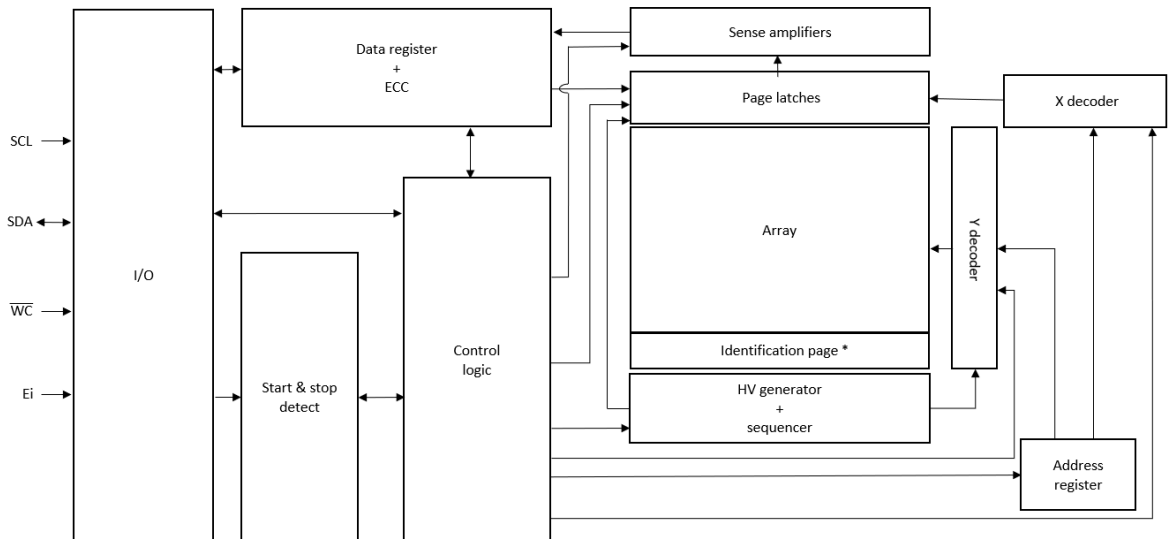 SCL
SDA
W̅C̅
Ei
I/O
Data register
+
ECC
Start & stop
detect
Control
logic
Sense amplifiers
Page latches
Array
Identification page *
HV generator
+
sequencer
Y decoder
X decoder
Address
register